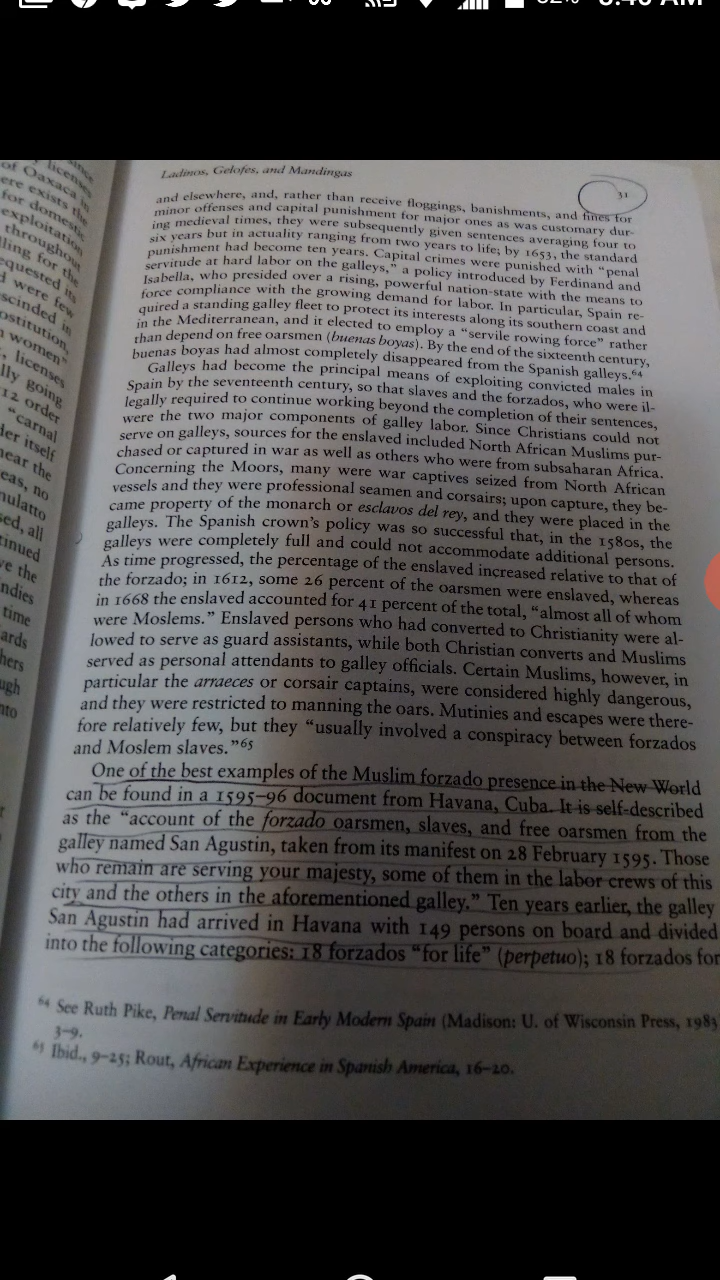 Ladinos, Gelofes, and Mandingas
31
and elsewhere, and, rather than receive floggings, banishments, and fines for
minor offenses and capital punishment for major ones as was customary dur-
ing medieval times, they were subsequently given sentences averaging four to
six years but in actuality ranging from two years to life; by 1653, the standard
punishment had become ten years. Capital crimes were punished with "penal
servitude at hard labor on the galleys," a policy introduced by Ferdinand and
Isabella, who presided over a rising, powerful nation-state with the means to
force compliance with the growing demand for labor. In particular, Spain re-
quired a standing galley fleet to protect its interests along its southern coast and
in the Mediterranean, and it elected to employ a "servile rowing force" rather
than depend on free oarsmen (buenas boyas). By the end of the sixteenth century,
buenas boyas had almost completely disappeared from the Spanish galleys.64
Galleys had become the principal means of exploiting convicted males in
Spain by the seventeenth century, so that slaves and the forzados, who were il-
legally required to continue working beyond the completion of their sentences,
were the two major components of galley labor. Since Christians could not
serve on galleys, sources for the enslaved included North African Muslims pur-
chased or captured in war as well as others who were from subsaharan Africa.
Concerning the Moors, many were war captives seized from North African
vessels and they were professional seamen and corsairs; upon capture, they be-
came property of the monarch or esclavos del rey, and they were placed in the
galleys. The Spanish crown's policy was so successful that, in the 1580s, the
galleys were completely full and could not accommodate additional persons.
As time progressed, the percentage of the enslaved increased relative to that of
the forzado; in 1612, some 26 percent of the oarsmen were enslaved, whereas
in 1668 the enslaved accounted for 41 percent of the total, "almost all of whom
were Moslems." Enslaved persons who had converted to Christianity were al-
lowed to serve as guard assistants, while both Christian converts and Muslims
served as personal attendants to galley officials. Certain Muslims, however, in
particular the arraeces or corsair captains, were considered highly dangerous,
and they were restricted to manning the oars. Mutinies and escapes were there-
fore relatively few, but they "usually involved a conspiracy between forzados
and Moslem slaves."65
One of the best examples of the Muslim forzado presence in the New World
can be found in a 1595–96 document from Havana, Cuba. It is self-described
as the "account of the forzado oarsmen, slaves, and free oarsmen from the
galley named San Agustin, taken from its manifest on 28 February 1595. Those
who remain are serving your majesty, some of them in the labor crews of this
city and the others in the aforementioned galley." Ten years earlier, the galley
San Agustin had arrived in Havana with 149 persons on board and divided
into the following categories: 18 forzados "for life" (perpetuo); 18 forzados for
64 See Ruth Pike, Penal Servitude in Early Modern Spain (Madison: U. of Wisconsin Press, 1983
3–9.
65 Ibid., 9–25; Rout, African Experience in Spanish America, 16–20.